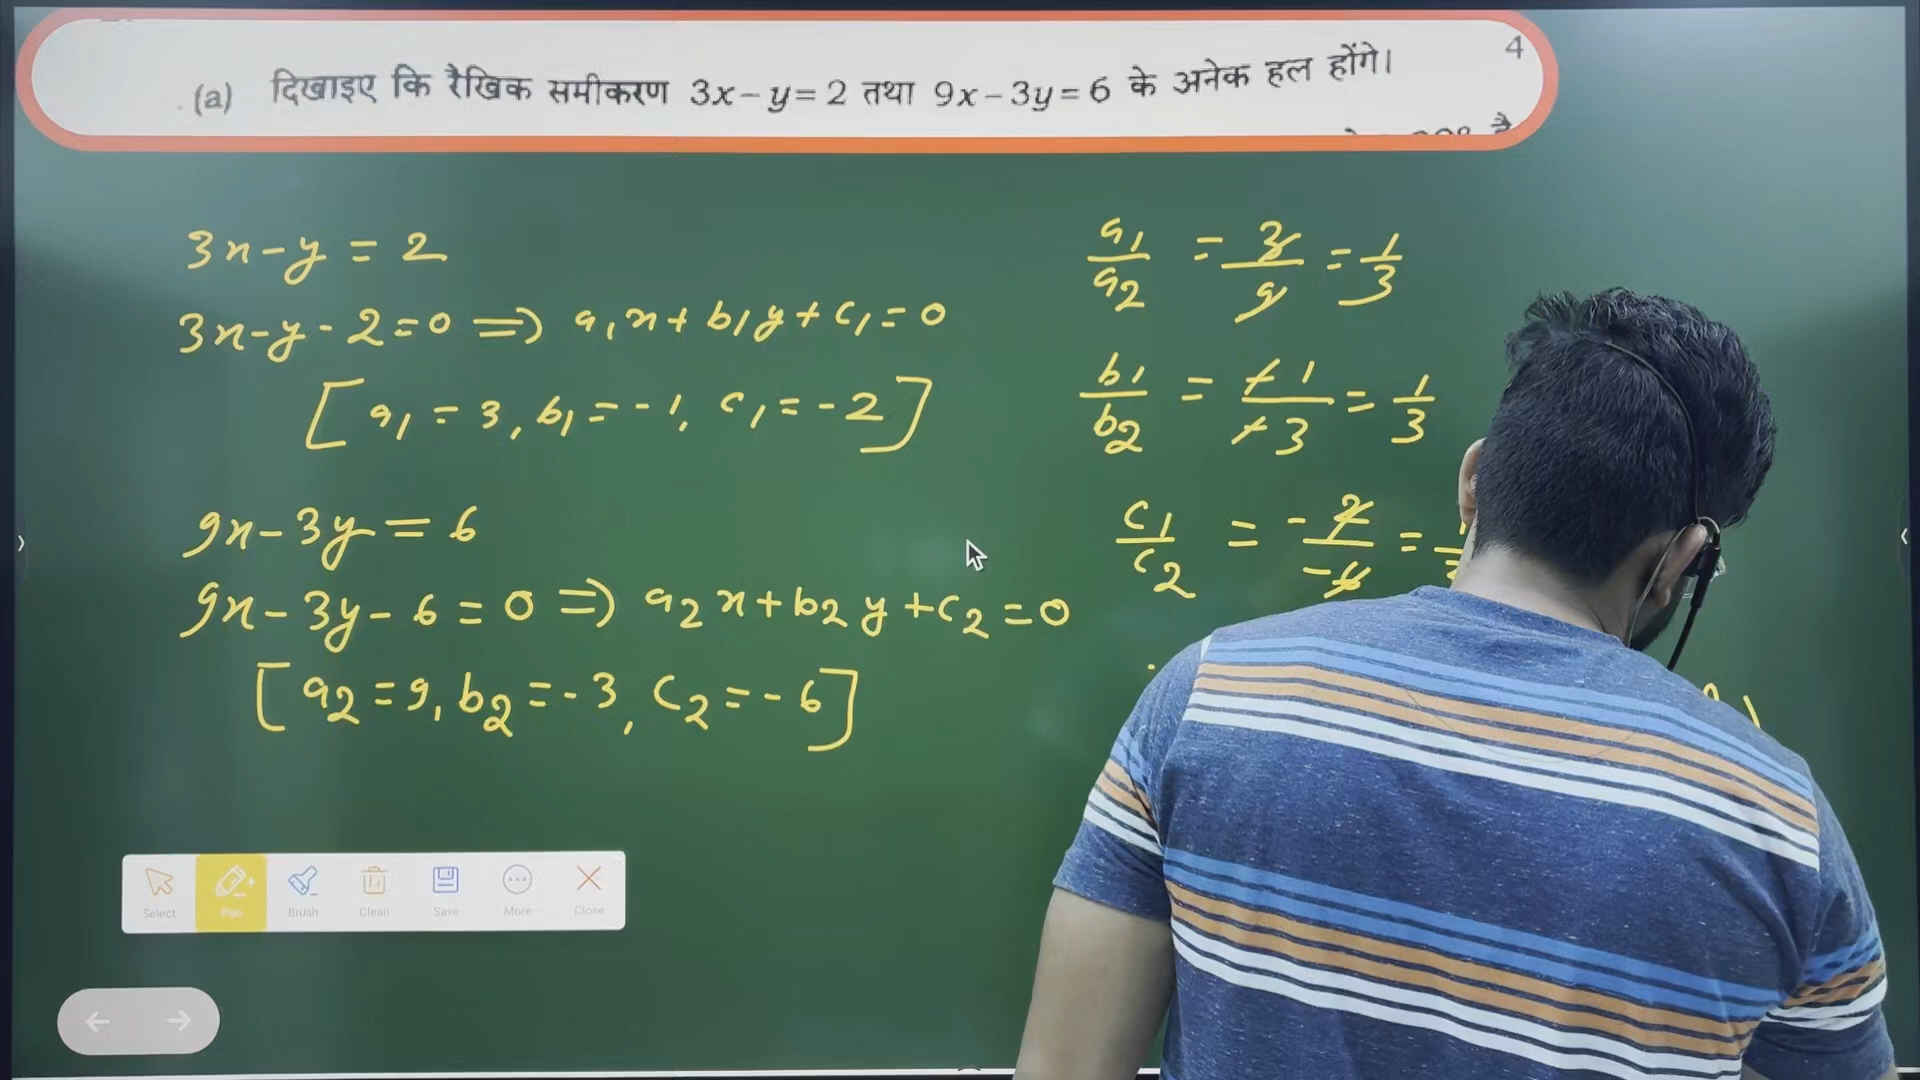 4
(a) दिखाइए कि रैखिक समीकरण 3x-y=2 तथा 9x-3y=6 के अनेक हल होंगे।
3x-y = 2
3x-y-2=0 => a1x+b1y+c1=0
[a1=3, b1=-1, c1=-2]
9x-3y=6
9x-3y-6=0 => a2x+b2y+c2=0
[a2=9, b2=-3, c2=-6]
a1/a2 = 3/9 = 1/3
b1/b2 = -1/-3 = 1/3
c1/c2 = -2/-6 =
Select
Pen
Brush
Clean
Save
More
Close